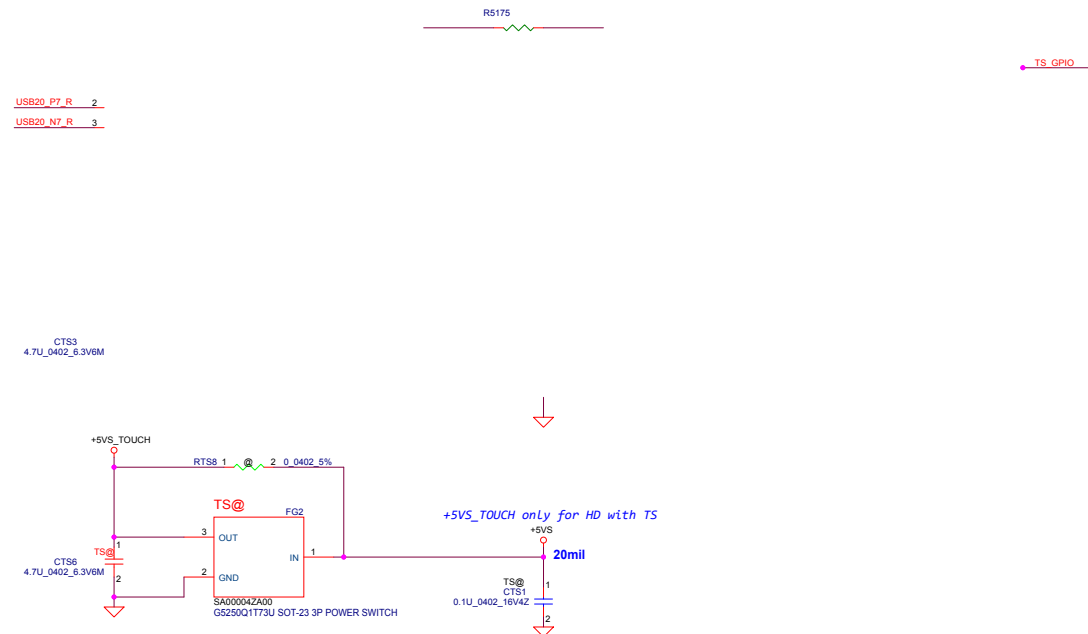 R5175
TS_GPIO
USB20_P7_R 2
USB20_N7_R 3
CTS3
4.7U_0402_6.3V6M
+5VS_TOUCH
RTS8 1 @ 2 0_0402_5%
TS@
FG2
+5VS_TOUCH only for HD with TS
+5VS
3 OUT
20mil
IN 1
TS@ 1
CTS6
4.7U_0402_6.3V6M
2
2 GND
TS@
CTS1
0.1U_0402_16V4Z
1
2
SA00004ZA00
G5250Q1T73U SOT-23 3P POWER SWITCH